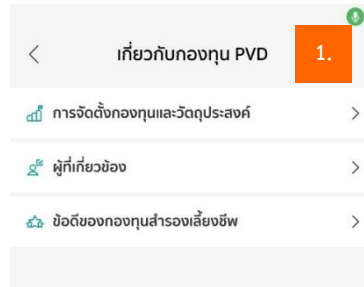 เกี่ยวกับกองทุน PVD 1.
การจัดตั้งกองทุนและวัตถุประสงค์
ผู้ที่เกี่ยวข้อง
ข้อดีของกองทุนสำรองเลี้ยงชีพ